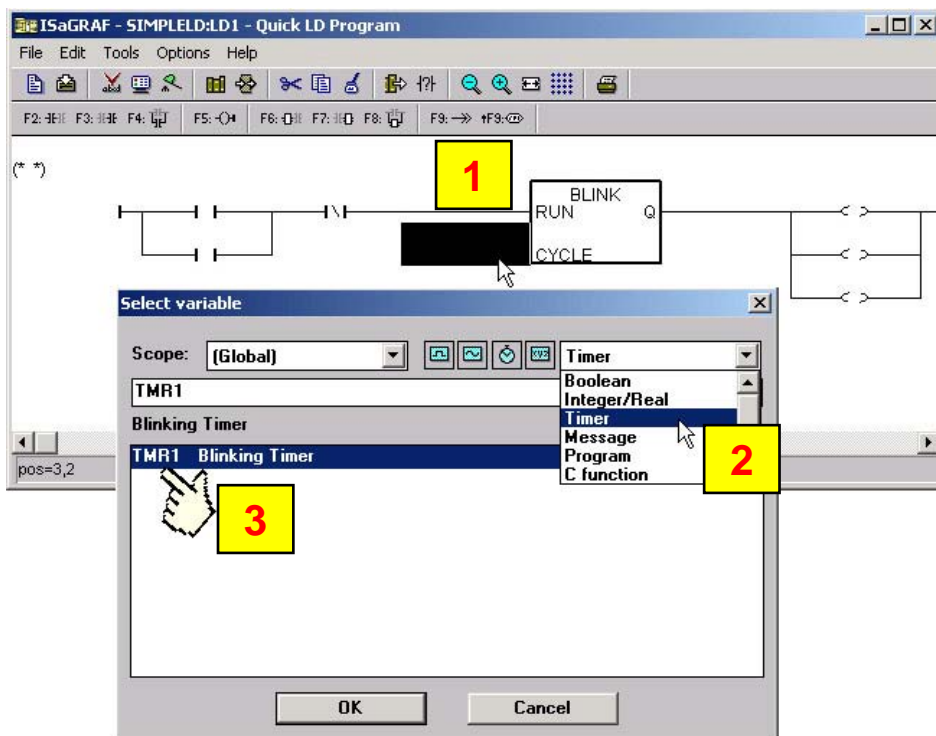 ISaGRAF - SIMPLELD:LD1 - Quick LD Program
File Edit Tools Options Help
F2: F3: F4: F5: F6: F7: F8: F9: F9:
(* *)
1
BLINK
RUN Q
CYCLE
Select variable
Scope: (Global) xyz Timer
TMR1
Boolean
Integer/Real
Timer
Message
Program
C function
Blinking Timer
TMR1 Blinking Timer
2
3
pos=3,2
OK Cancel